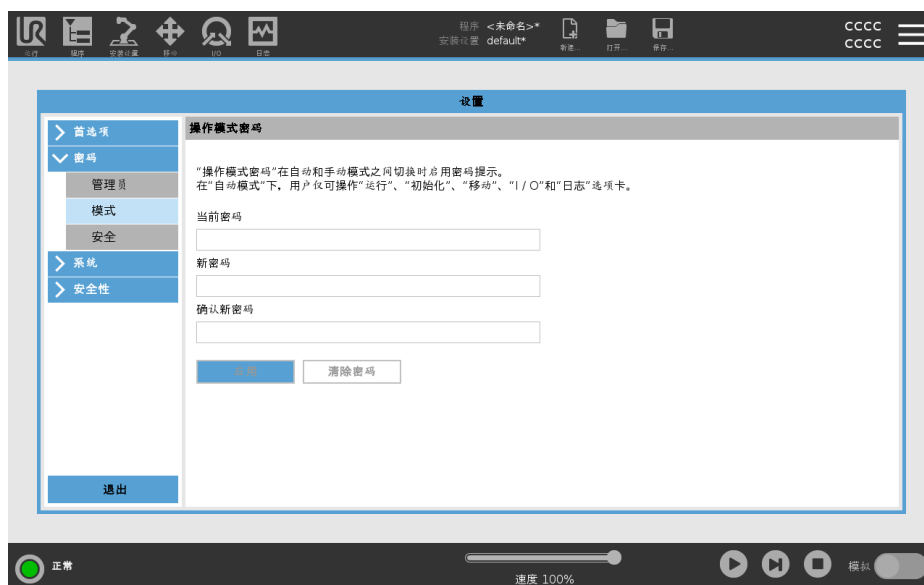 UR
运行 程序 安装设置 移动 I/O 日志
程序 <未命名>*
安装设置 default*
新建... 打开... 保存...
CCCC
CCCC
设置
首选项
密码
管理员
模式
安全
系统
安全性
退出
操作模式密码
“操作模式密码”在自动和手动模式之间切换时启用密码提示。
在“自动模式”下，用户仅可操作“运行”、“初始化”、“移动”、“I / O”和“日志”选项卡。
当前密码
新密码
确认新密码
应用 清除密码
正常
速度 100%
模拟